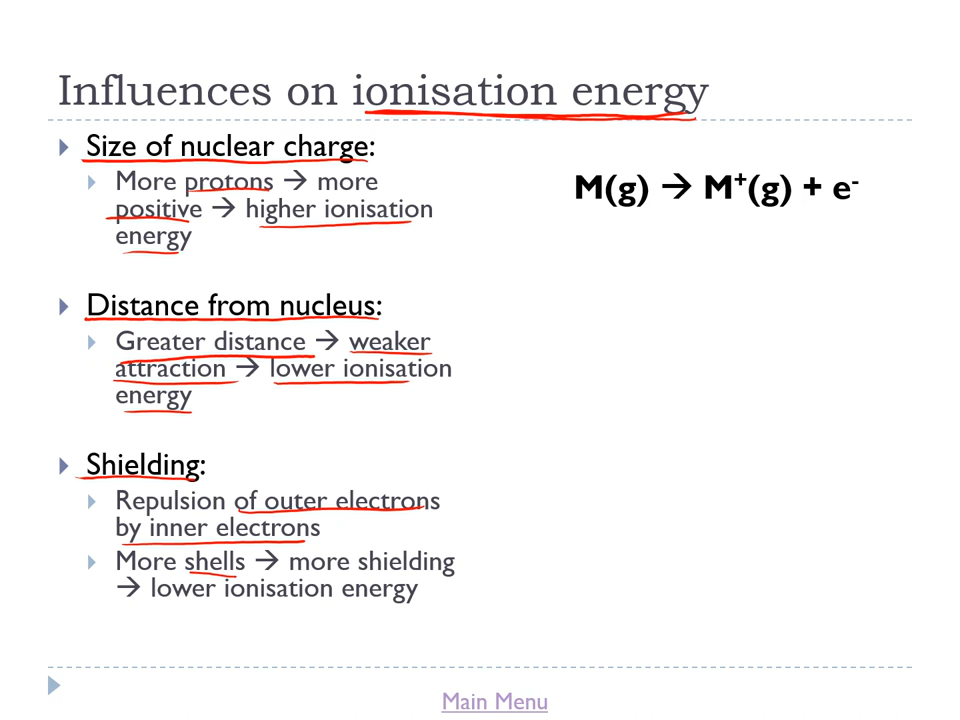 Influences on ionisation energy
Size of nuclear charge:
More protons → more
positive → higher ionisation
energy
M(g) → M⁺(g) + e⁻
Distance from nucleus:
Greater distance → weaker
attraction → lower ionisation
energy
Shielding:
Repulsion of outer electrons
by inner electrons
More shells → more shielding
→ lower ionisation energy
Main Menu